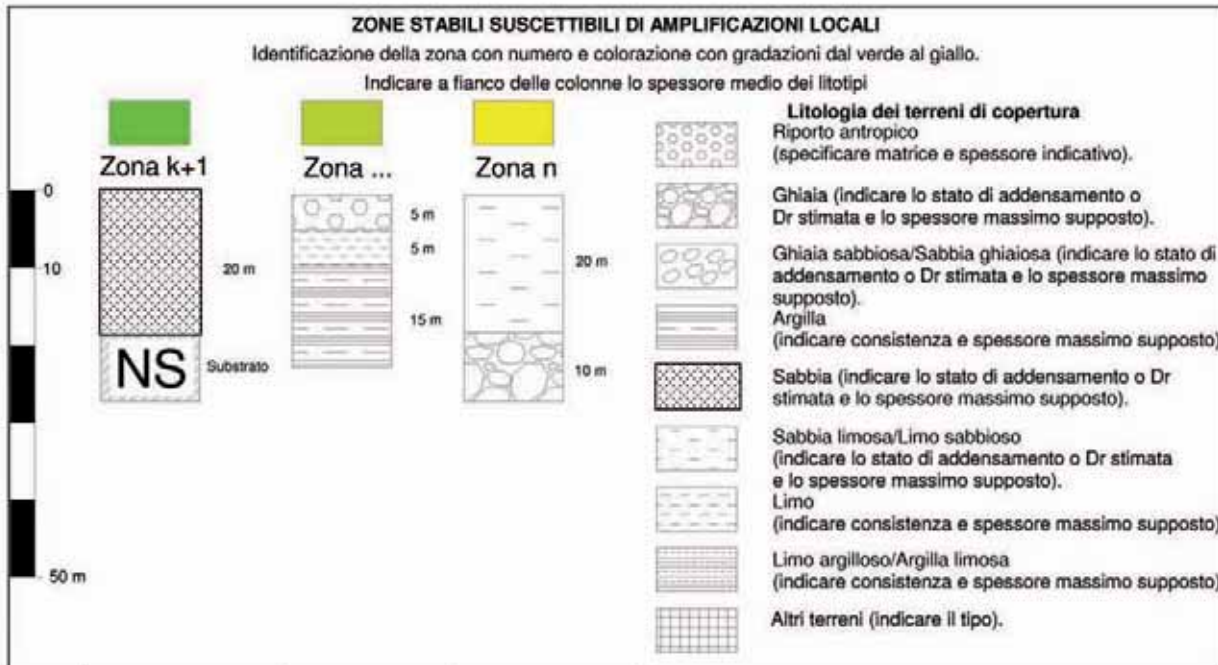 ZONE STABILI SUSCETTIBILI DI AMPLIFICAZIONI LOCALI
Identificazione della zona con numero e colorazione con gradazioni dal verde al giallo.
Indicare a fianco delle colonne lo spessore medio dei litotipi
Zona k+1
Zona ...
Zona n
0
10
50 m
20 m
NS
Substrato
5 m
5 m
15 m
20 m
10 m
Litologia dei terreni di copertura
Riporto antropico
(specificare matrice e spessore indicativo).
Ghiaia (indicare lo stato di addensamento o
Dr stimata e lo spessore massimo supposto).
Ghiaia sabbiosa/Sabbia ghiaiosa (indicare lo stato di
addensamento o Dr stimata e lo spessore massimo
supposto).
Argilla
(indicare consistenza e spessore massimo supposto)
Sabbia (indicare lo stato di addensamento o Dr
stimata e lo spessore massimo supposto).
Sabbia limosa/Limo sabbioso
(indicare lo stato di addensamento o Dr stimata
e lo spessore massimo supposto).
Limo
(indicare consistenza e spessore massimo supposto)
Limo argilloso/Argilla limosa
(indicare consistenza e spessore massimo supposto)
Altri terreni (indicare il tipo).